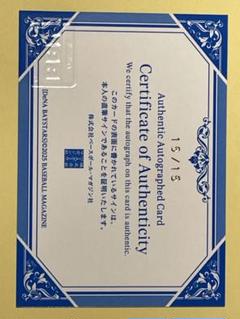 15/15
Authentic Autographed Card
Certificate of Authenticity
We certify that the autograph on this card is authentic.
このカードの表面に書かれているサインは、
本人の直筆サインであることを証明いたします。
株式会社ベースボール・マガジン社
©YDeNA BAYSTARS©2025 BASEBALL MAGAZINE